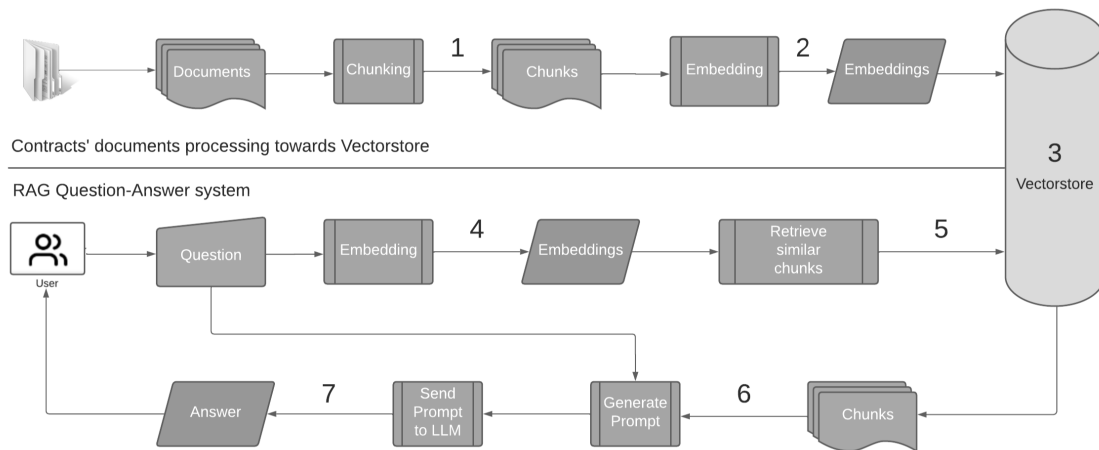 1
2
Documents
Chunking
Chunks
Embedding
Embeddings
Contracts' documents processing towards Vectorstore
3
Vectorstore
RAG Question-Answer system
4
5
User
Question
Embedding
Embeddings
Retrieve
similar
chunks
7
6
Answer
Send
Prompt
to LLM
Generate
Prompt
Chunks